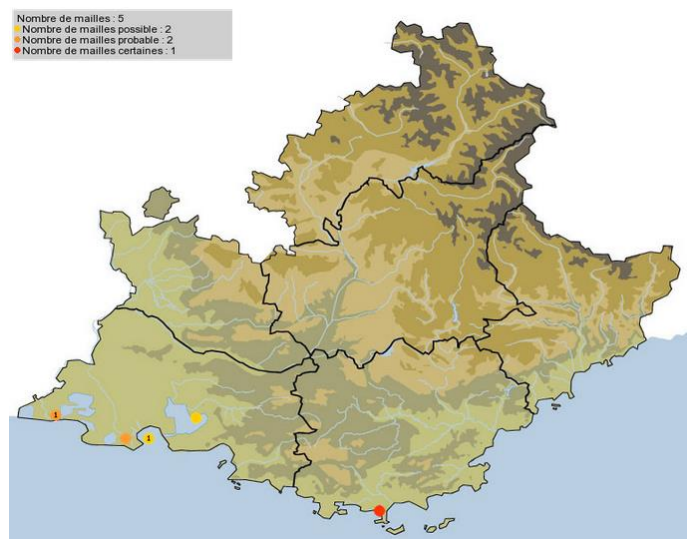 Nombre de mailles : 5
Nombre de mailles possible : 2
Nombre de mailles probable : 2
Nombre de mailles certaines : 1
1
1